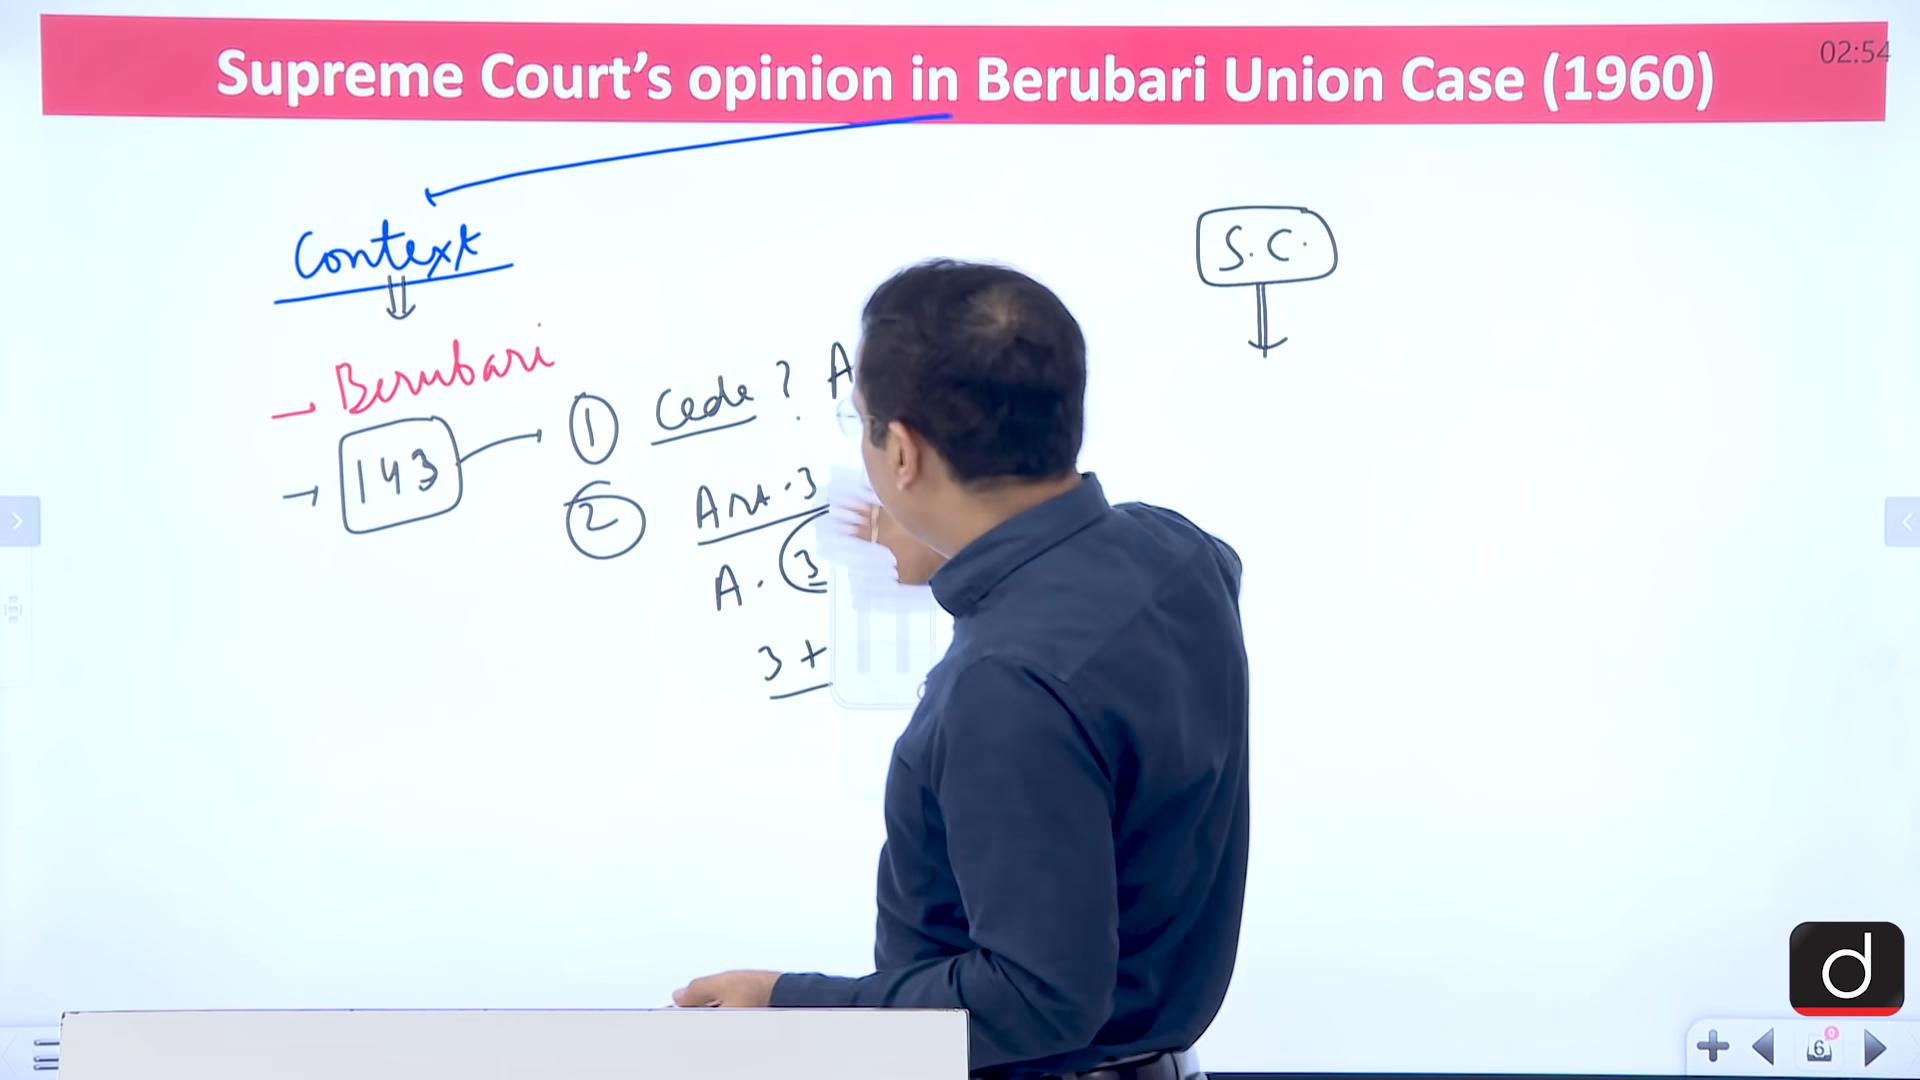 Supreme Court's opinion in Berubari Union Case (1960)
02:54
Context
S.C.
→ Berubari
→ 143
① Cede ? A
② Art. 3
A. 3
3 +
d
6
0